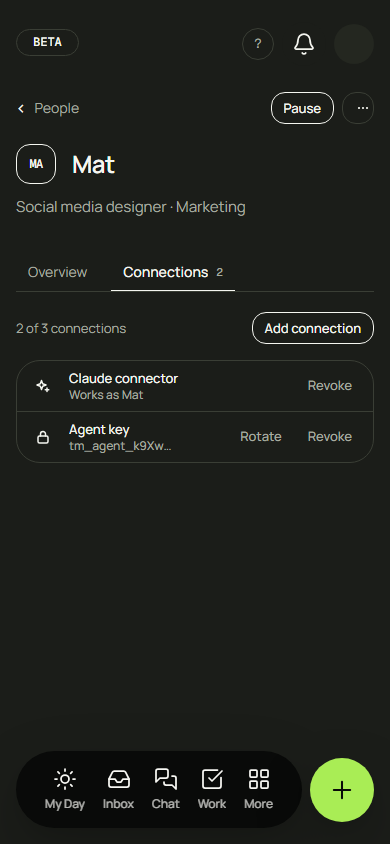 BETA
?
People
Pause
...
MA
Mat
Social media designer · Marketing
Overview
Connections 2
2 of 3 connections
Add connection
Claude connector
Works as Mat
Revoke
Agent key
tm_agent_k9Xw...
Rotate
Revoke
My Day
Inbox
Chat
Work
More